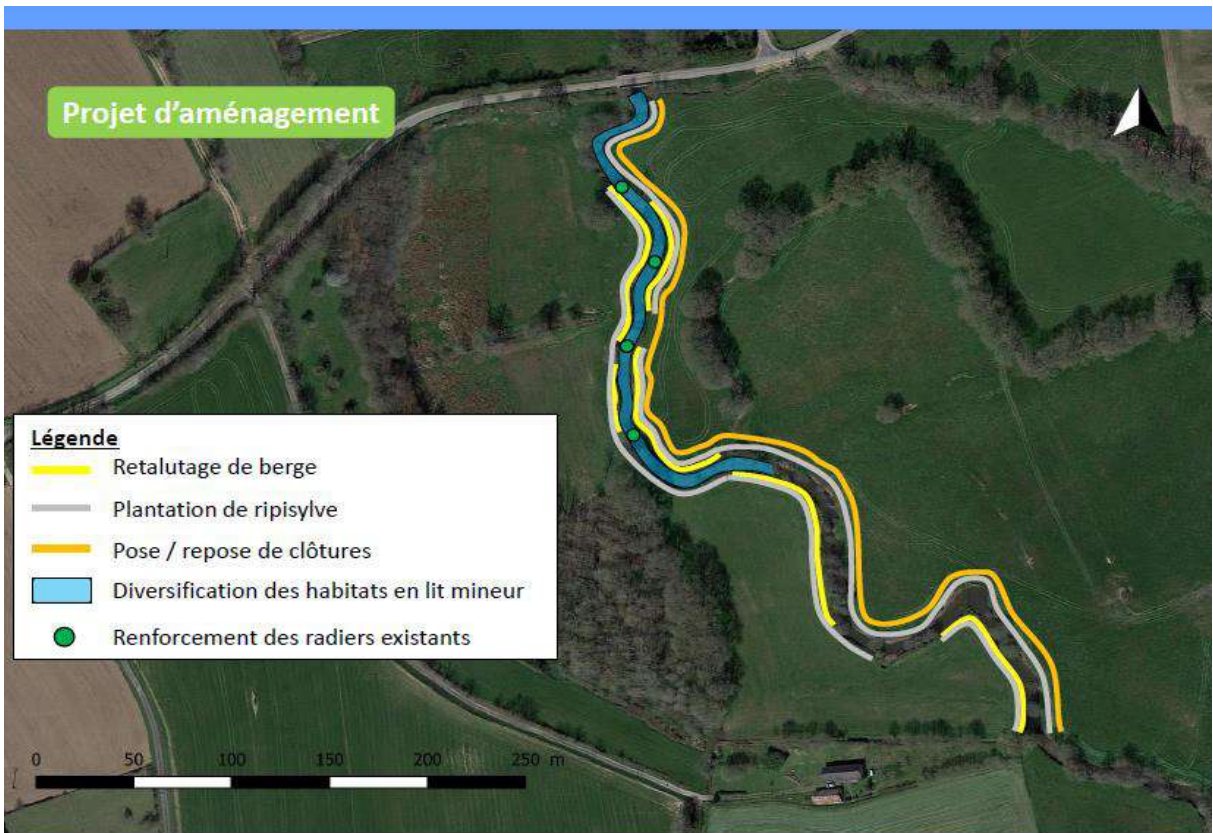 Projet d'aménagement
Légende
Retalutage de berge
Plantation de ripisylve
Pose / repose de clôtures
Diversification des habitats en lit mineur
Renforcement des radiers existants
0 50 100 150 200 250 m